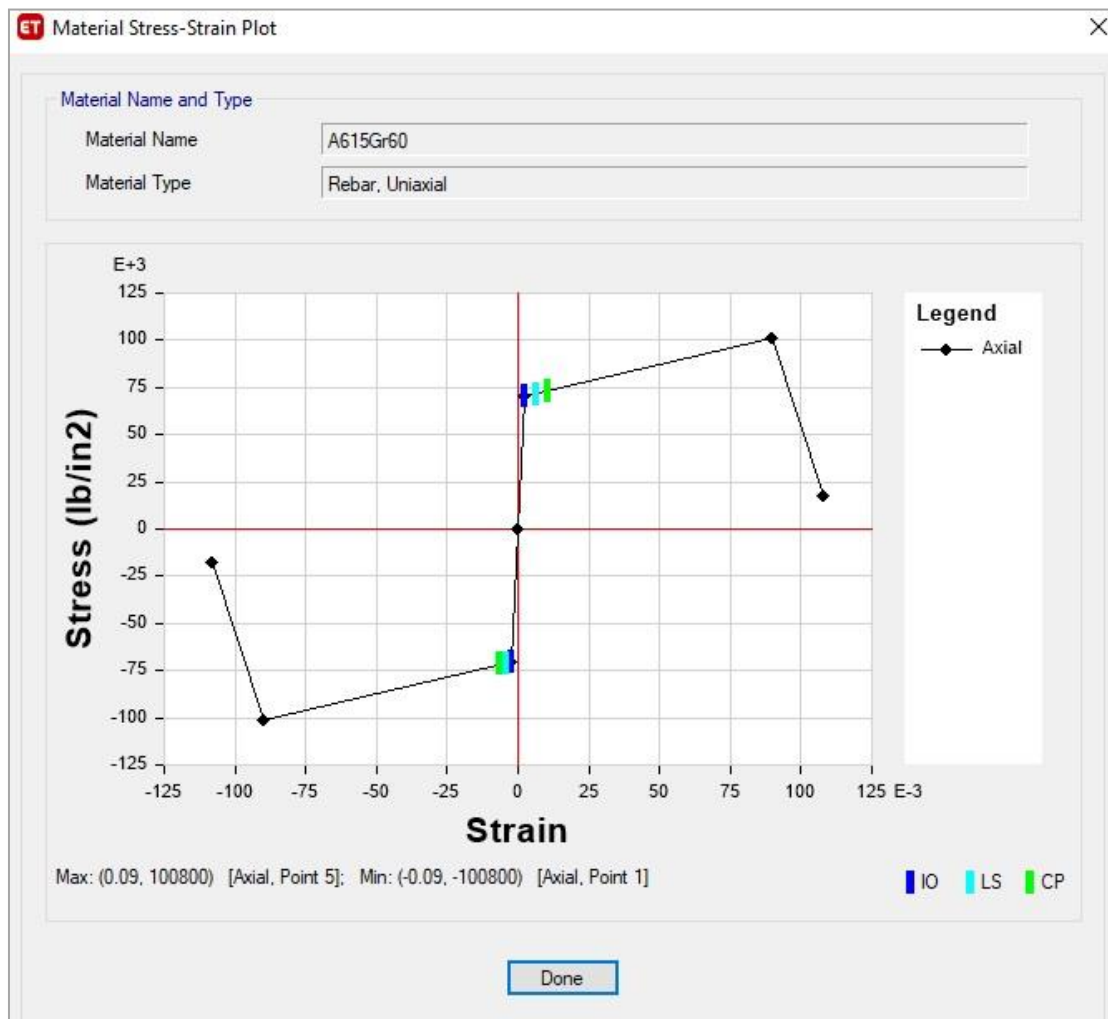 ET Material Stress-Strain Plot
Material Name and Type
Material Name A615Gr60
Material Type Rebar, Uniaxial
E+3
125
100
75
50
25
0
-25
-50
-75
-100
-125
Stress (lb/in2)
-125 -100 -75 -50 -25 0 25 50 75 100 125 E-3
Strain
Legend
Axial
Max: (0.09, 100800) [Axial, Point 5]; Min: (-0.09, -100800) [Axial, Point 1]
IO LS CP
Done